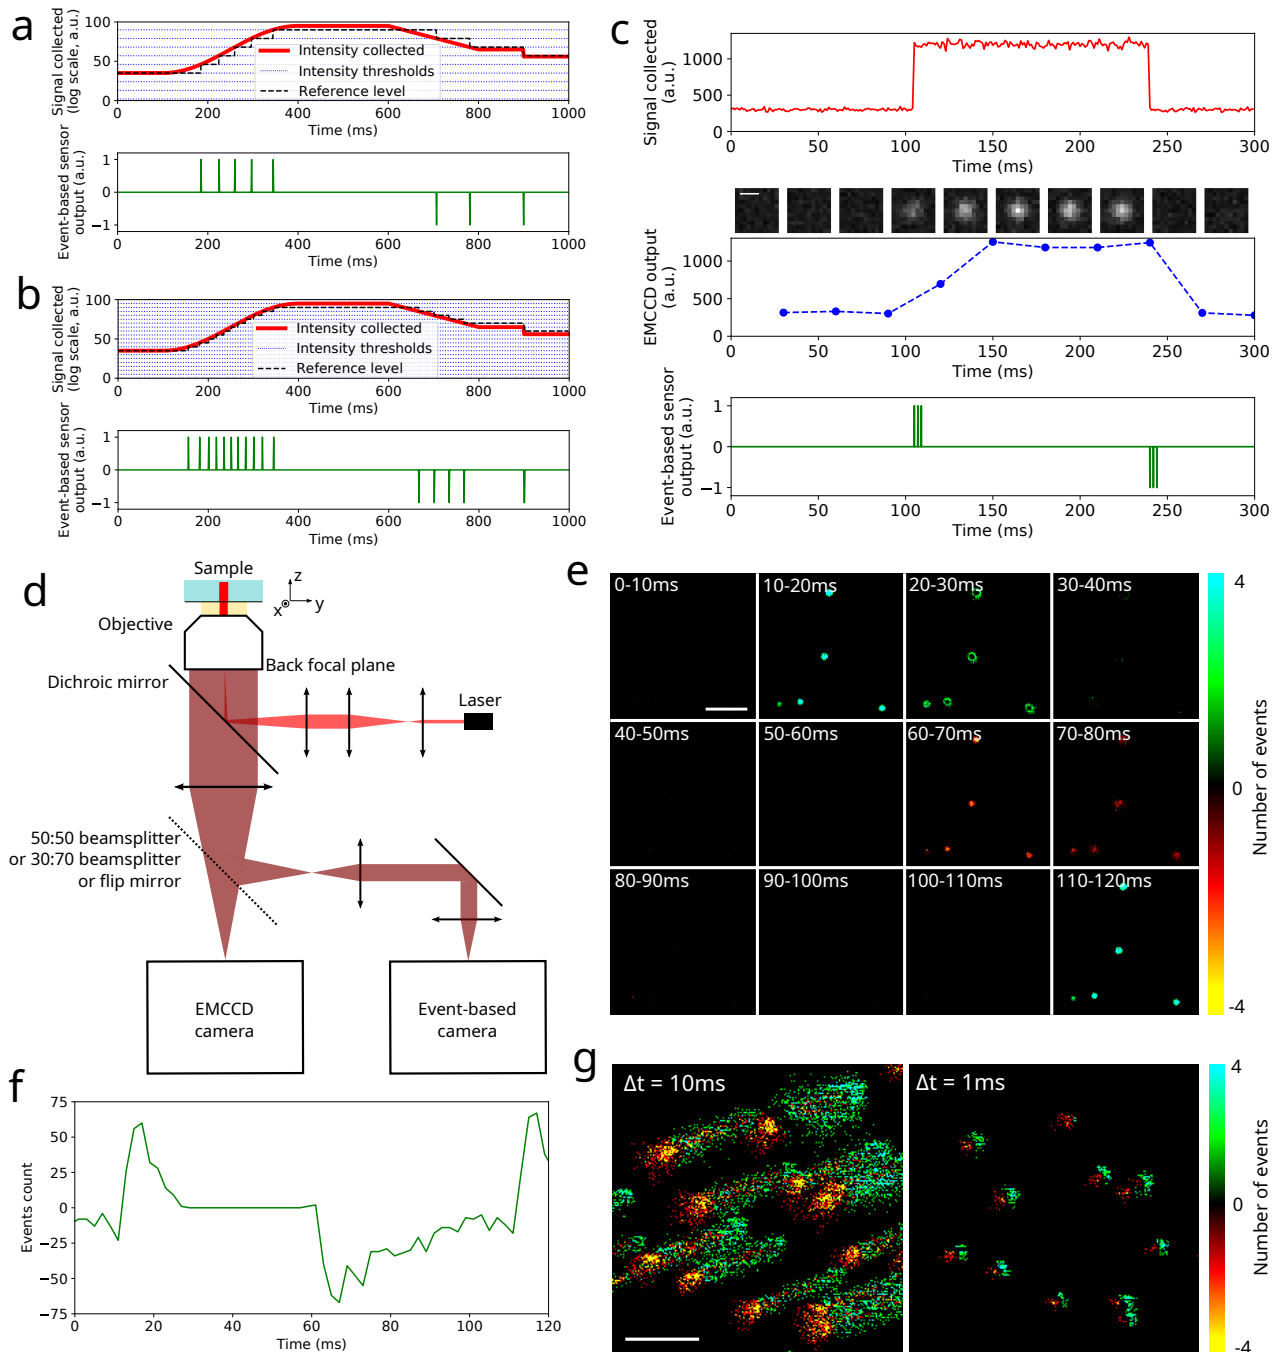 a
Signal collected
(log scale, a.u.)
100
50
0
Intensity collected
Intensity thresholds
Reference level
0 200 400 600 800 1000
Time (ms)
Event-based sensor
output (a.u.)
1
0
−1
0 200 400 600 800 1000
Time (ms)
b
Signal collected
(log scale, a.u.)
100
50
0
Intensity collected
Intensity thresholds
Reference level
0 200 400 600 800 1000
Time (ms)
Event-based sensor
output (a.u.)
1
0
−1
0 200 400 600 800 1000
Time (ms)
c
Signal collected
(a.u.)
1000
500
0
0 50 100 150 200 250 300
Time (ms)
EMCCD output
(a.u.)
1000
500
0
0 50 100 150 200 250 300
Time (ms)
Event-based sensor
output (a.u.)
1
0
−1
0 50 100 150 200 250 300
Time (ms)
d
Sample
z
x
y
Objective
Back focal plane
Dichroic mirror
Laser
50:50 beamsplitter
or 30:70 beamsplitter
or flip mirror
EMCCD
camera
Event-based
camera
e
0-10ms 10-20ms 20-30ms 30-40ms
40-50ms 50-60ms 60-70ms 70-80ms
80-90ms 90-100ms 100-110ms 110-120ms
4
0
-4
Number of events
f
Events count
75
50
25
0
−25
−50
−75
0 20 40 60 80 100 120
Time (ms)
g
Δt = 10ms Δt = 1ms
4
0
-4
Number of events